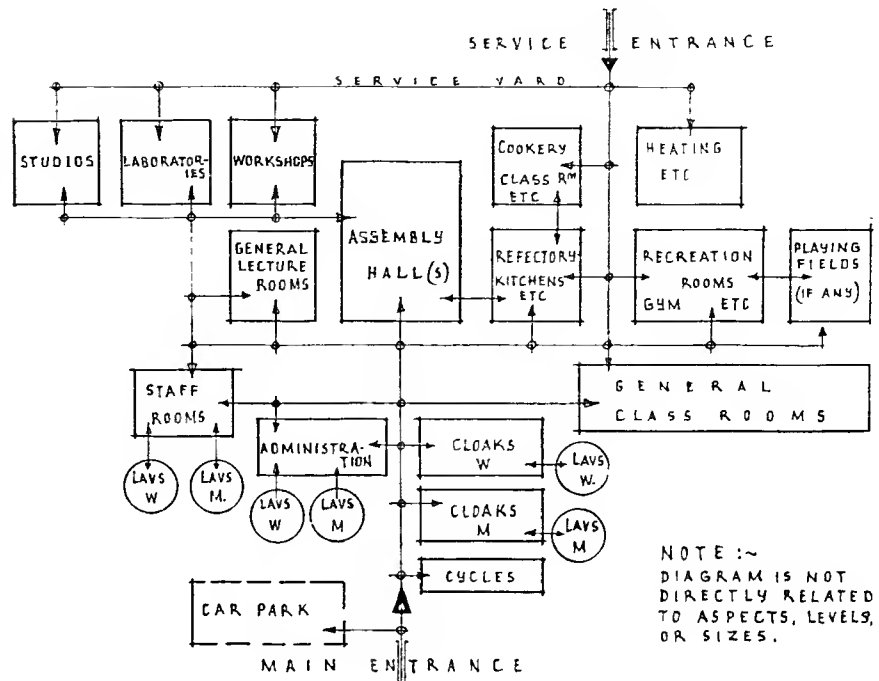 SERVICE ENTRANCE
SERVICE YARD
STUDIOS
LABORATOR-
IES
WORKSHOPS
COOKERY
CLASS RM
ETC
HEATING
ETC
ASSEMBLY
HALL(S)
GENERAL
LECTURE
ROOMS
REFECTORY
KITCHENS
ETC
RECREATION
ROOMS
GYM ETC
PLAYING
FIELDS
(IF ANY)
STAFF
ROOMS
GENERAL
CLASS ROOMS
ADMINISTRA-
TION
CLOAKS
W
LAVS
W
LAVS
M.
LAVS
W
LAVS
M
LAVS
W.
CLOAKS
M
LAVS
M
CYCLES
CAR PARK
MAIN ENTRANCE
NOTE :~
DIAGRAM IS NOT
DIRECTLY RELATED
TO ASPECTS, LEVELS,
OR SIZES.